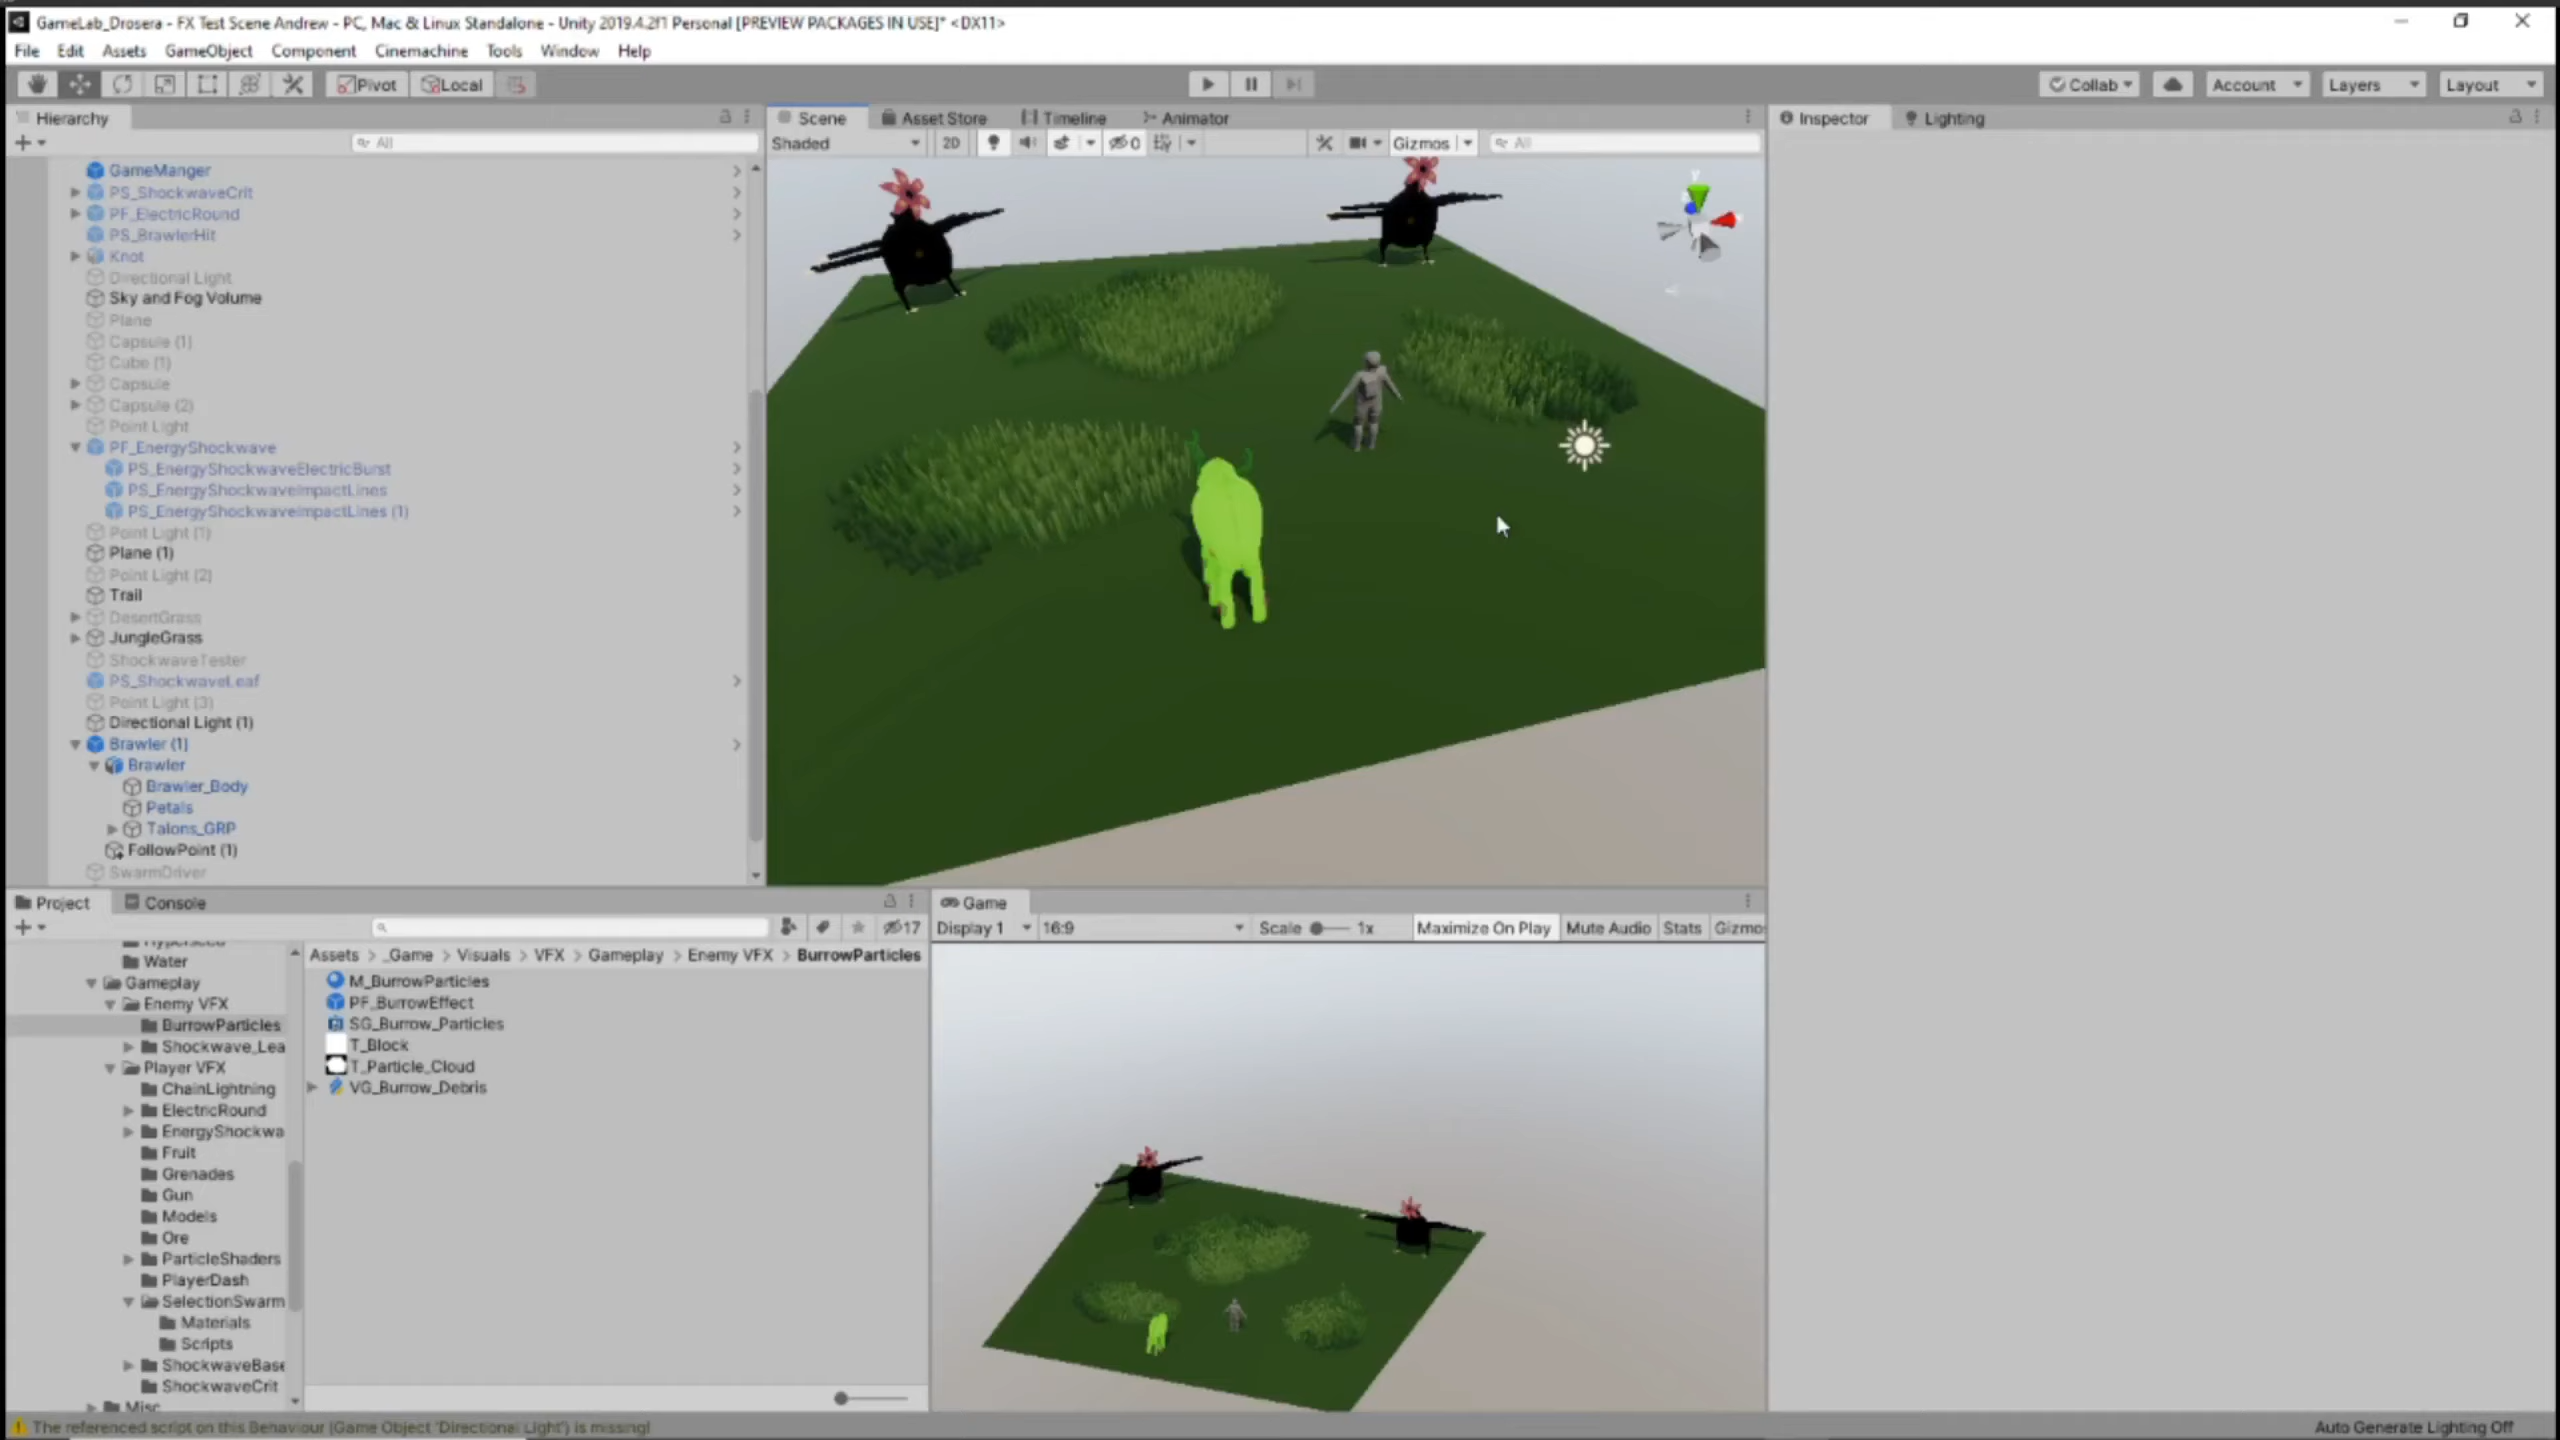 GameLab_Drosera - FX Test Scene Andrew - PC, Mac & Linux Standalone - Unity 2019.4.2f1 Personal [PREVIEW PACKAGES IN USE]* <DX11>
File Edit Assets GameObject Component Cinemachine Tools Window Help
Pivot Local Collab Account Layers Layout
Hierarchy
All
GameManger
PS_ShockwaveCrit
PF_ElectricRound
PS_BrawlerHit
Knot
Directional Light
Sky and Fog Volume
Plane
Capsule (1)
Cube (1)
Capsule
Capsule (2)
Point Light
PF_EnergyShockwave
PS_EnergyShockwaveElectricBurst
PS_EnergyShockwaveImpactLines
PS_EnergyShockwaveImpactLines (1)
Point Light (1)
Plane (1)
Point Light (2)
Trail
DesertGrass
JungleGrass
ShockwaveTester
PS_ShockwaveLeaf
Point Light (3)
Directional Light (1)
Brawler (1)
Brawler
Brawler_Body
Petals
Talons_GRP
FollowPoint (1)
SwarmDriver
Scene Asset Store Timeline Animator
Shaded 2D 0 Gizmos All
y
Inspector Lighting
Project Console
17
Water
Gameplay
Enemy VFX
BurrowParticles
Shockwave_Lea
Player VFX
ChainLightning
ElectricRound
EnergyShockwa
Fruit
Grenades
Gun
Models
Ore
ParticleShaders
PlayerDash
SelectionSwarm
Materials
Scripts
ShockwaveBase
ShockwaveCrit
Misc
Assets > _Game > Visuals > VFX > Gameplay > Enemy VFX > BurrowParticles
M_BurrowParticles
PF_BurrowEffect
SG_Burrow_Particles
T_Block
T_Particle_Cloud
VG_Burrow_Debris
Game
Display 1 16:9 Scale 1x Maximize On Play Mute Audio Stats Gizmo
The referenced script on this Behaviour (Game Object 'Directional Light') is missing!
Auto Generate Lighting Off